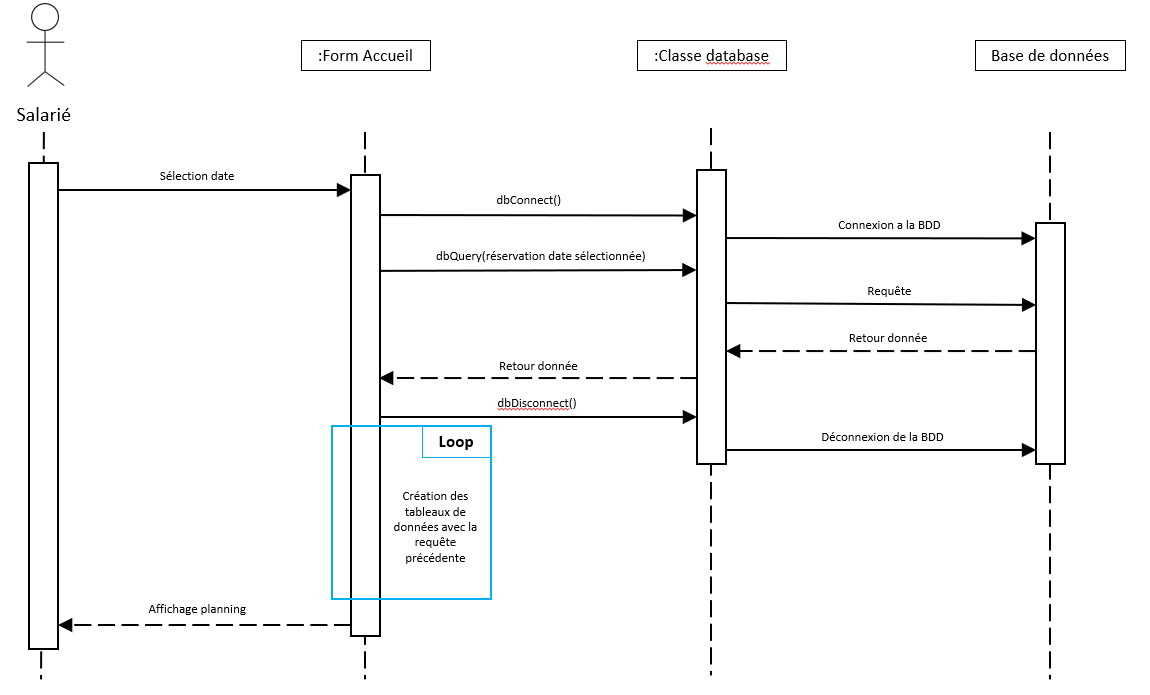 :Form Accueil
:Classe database
Base de données
Salarié
Sélection date
dbConnect()
Connexion a la BDD
dbQuery(réservation date sélectionnée)
Requête
Retour donnée
Retour donnée
dbDisconnect()
Déconnexion de la BDD
Loop
Création des
tableaux de
données avec la
requête
précédente
Affichage planning